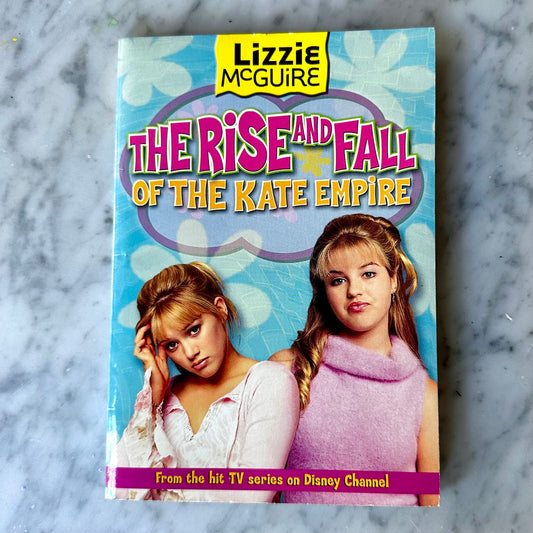 Lizzie
McGUiRE
THE RiSE AND FALL
OF THE KATE EMPiRE
From the hit TV series on Disney Channel